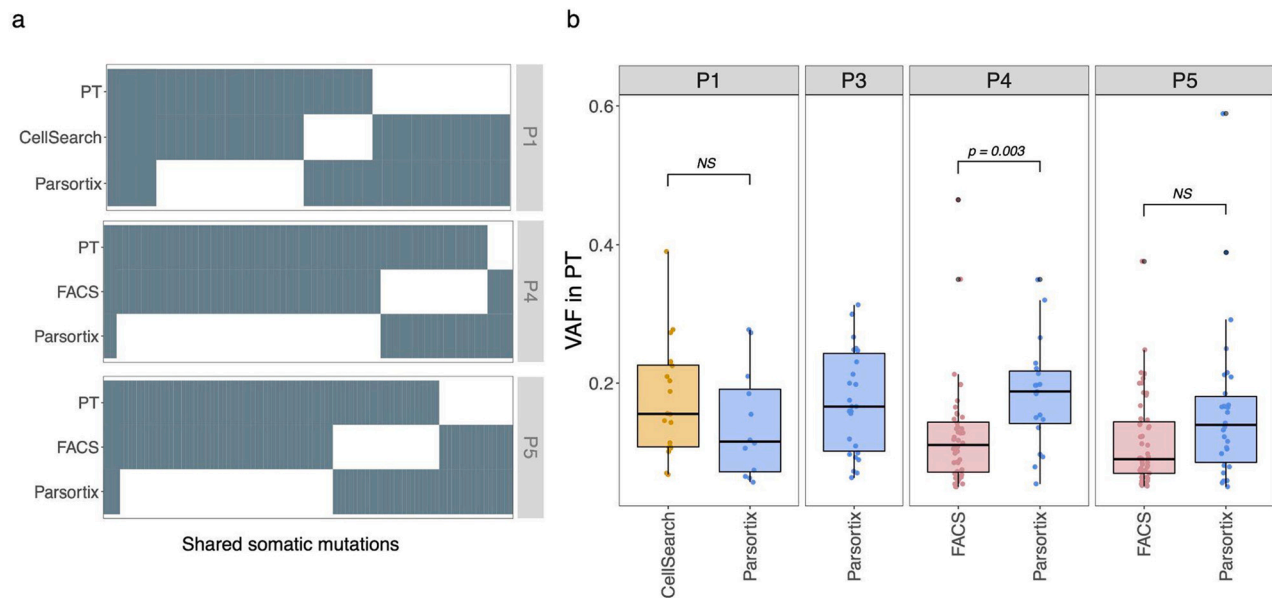 a
PT
CellSearch
Parsortix
P1
PT
FACS
Parsortix
P4
PT
FACS
Parsortix
P5
Shared somatic mutations
b
P1
P3
P4
P5
VAF in PT
0.6
0.4
0.2
NS
p = 0.003
NS
CellSearch
Parsortix
Parsortix
FACS
Parsortix
FACS
Parsortix